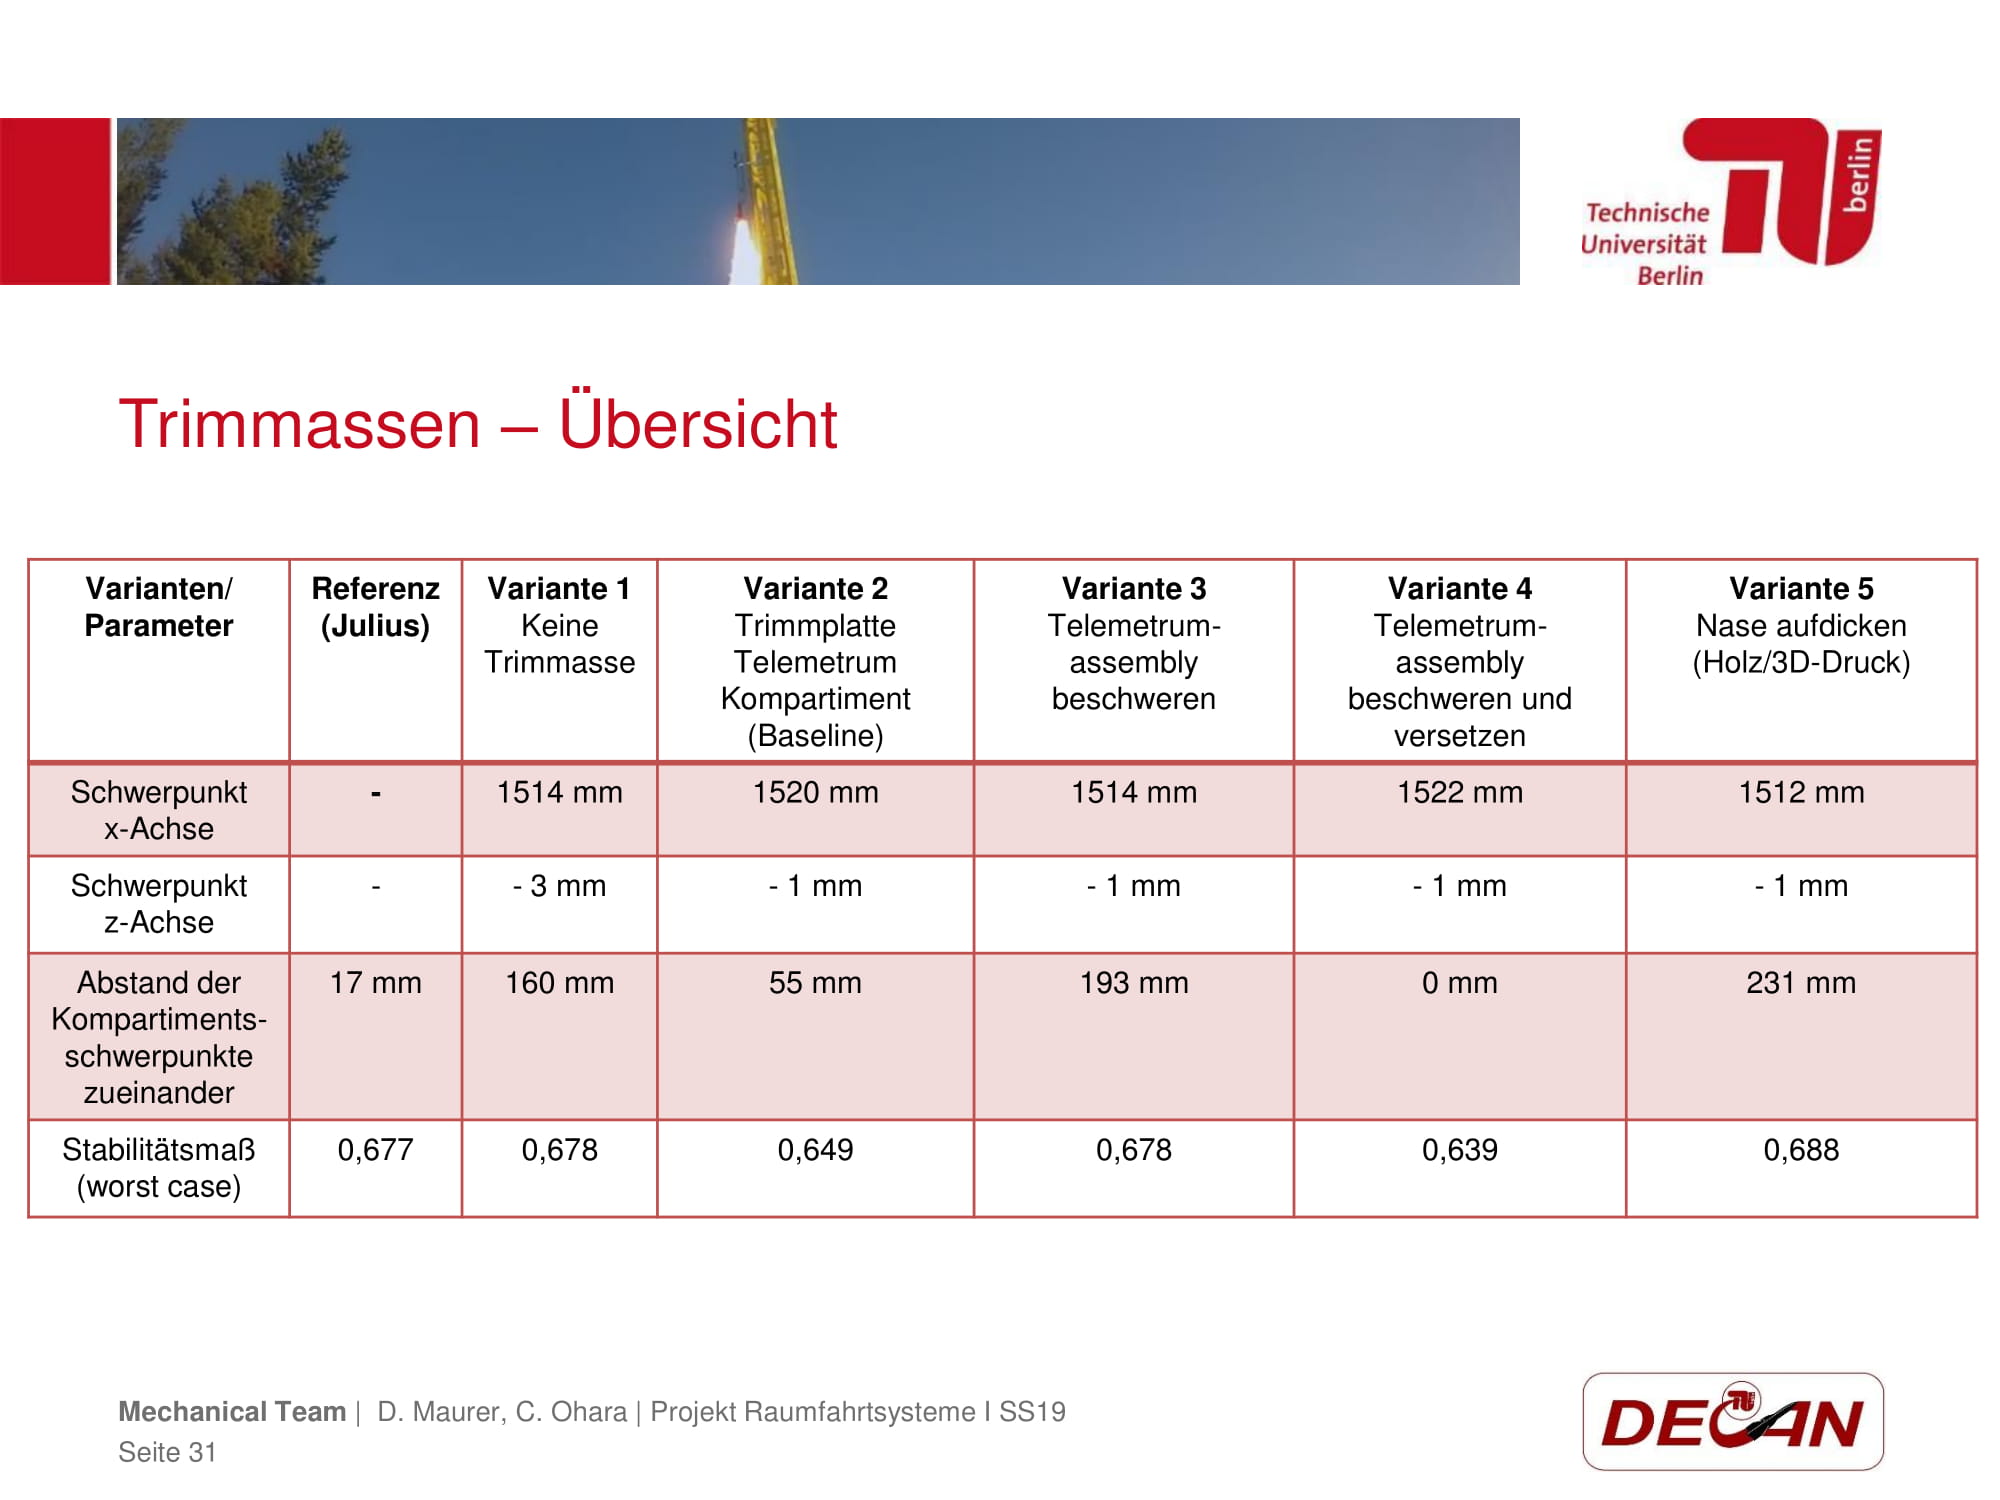 Technische
Universität
Berlin
berlin
Trimmassen – Übersicht
Varianten/
Parameter
Referenz
(Julius)
Variante 1
Keine
Trimmasse
Variante 2
Trimmplatte
Telemetrum
Kompartiment
(Baseline)
Variante 3
Telemetrum-
assembly
beschweren
Variante 4
Telemetrum-
assembly
beschweren und
versetzen
Variante 5
Nase aufdicken
(Holz/3D-Druck)
Schwerpunkt
x-Achse
-
1514 mm
1520 mm
1514 mm
1522 mm
1512 mm
Schwerpunkt
z-Achse
-
- 3 mm
- 1 mm
- 1 mm
- 1 mm
- 1 mm
Abstand der
Kompartiments-
schwerpunkte
zueinander
17 mm
160 mm
55 mm
193 mm
0 mm
231 mm
Stabilitätsmaß
(worst case)
0,677
0,678
0,649
0,678
0,639
0,688
Mechanical Team | D. Maurer, C. Ohara | Projekt Raumfahrtsysteme I SS19
Seite 31
DECAN